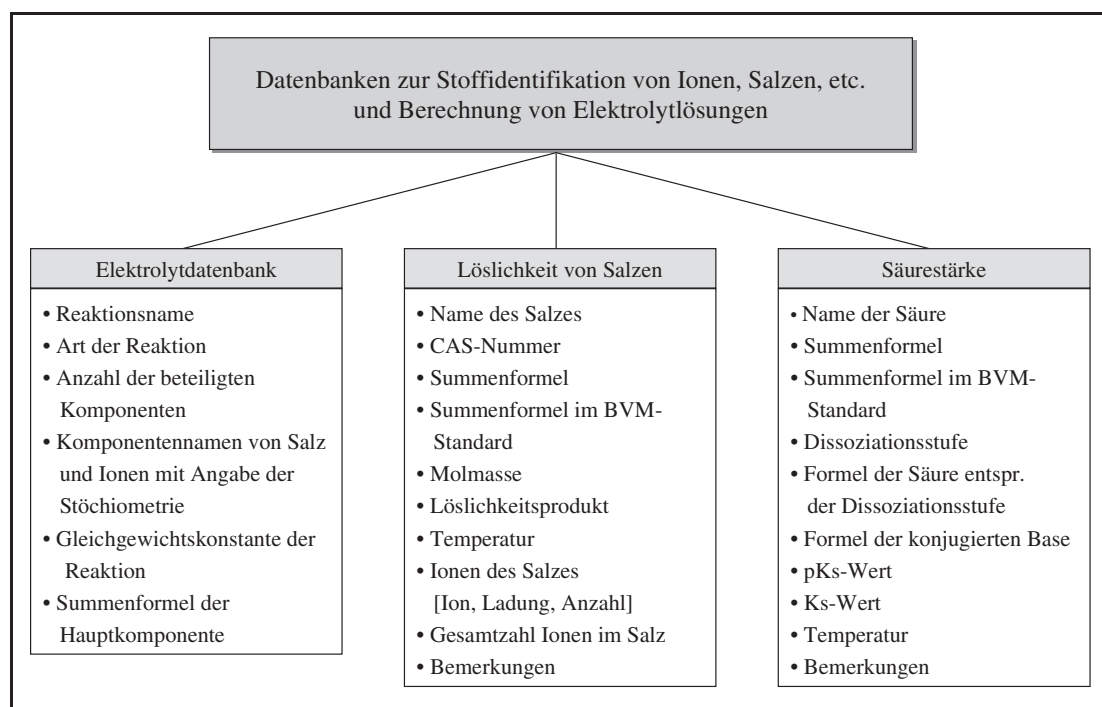 Datenbanken zur Stoffidentifikation von Ionen, Salzen, etc.
und Berechnung von Elektrolytlösungen
Elektrolytdatenbank
• Reaktionsname
• Art der Reaktion
• Anzahl der beteiligten
Komponenten
• Komponentennamen von Salz
und Ionen mit Angabe der
Stöchiometrie
• Gleichgewichtskonstante der
Reaktion
• Summenformel der
Hauptkomponente
Löslichkeit von Salzen
• Name des Salzes
• CAS-Nummer
• Summenformel
• Summenformel im BVM-
Standard
• Molmasse
• Löslichkeitsprodukt
• Temperatur
• Ionen des Salzes
[Ion, Ladung, Anzahl]
• Gesamtzahl Ionen im Salz
• Bemerkungen
Säurestärke
• Name der Säure
• Summenformel
• Summenformel im BVM-
Standard
• Dissoziationsstufe
• Formel der Säure entspr.
der Dissoziationsstufe
• Formel der konjugierten Base
• pKs-Wert
• Ks-Wert
• Temperatur
• Bemerkungen